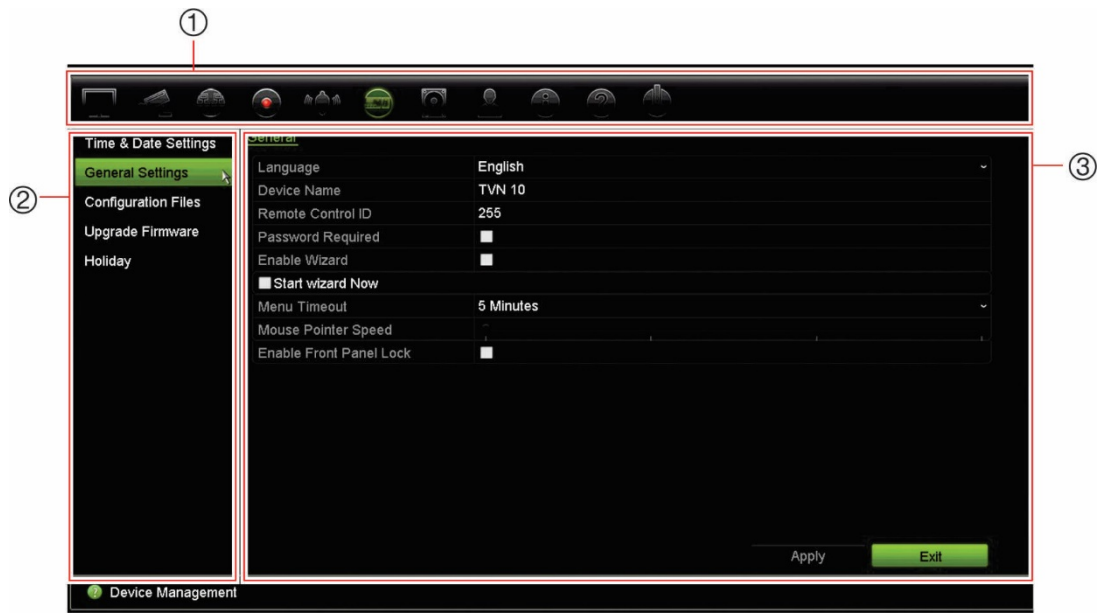 ①
Time & Date Settings
General Settings
Configuration Files
Upgrade Firmware
Holiday
②
General
Language English
Device Name TVN 10
Remote Control ID 255
Password Required
Enable Wizard
Start wizard Now
Menu Timeout 5 Minutes
Mouse Pointer Speed
Enable Front Panel Lock
③
Apply Exit
Device Management